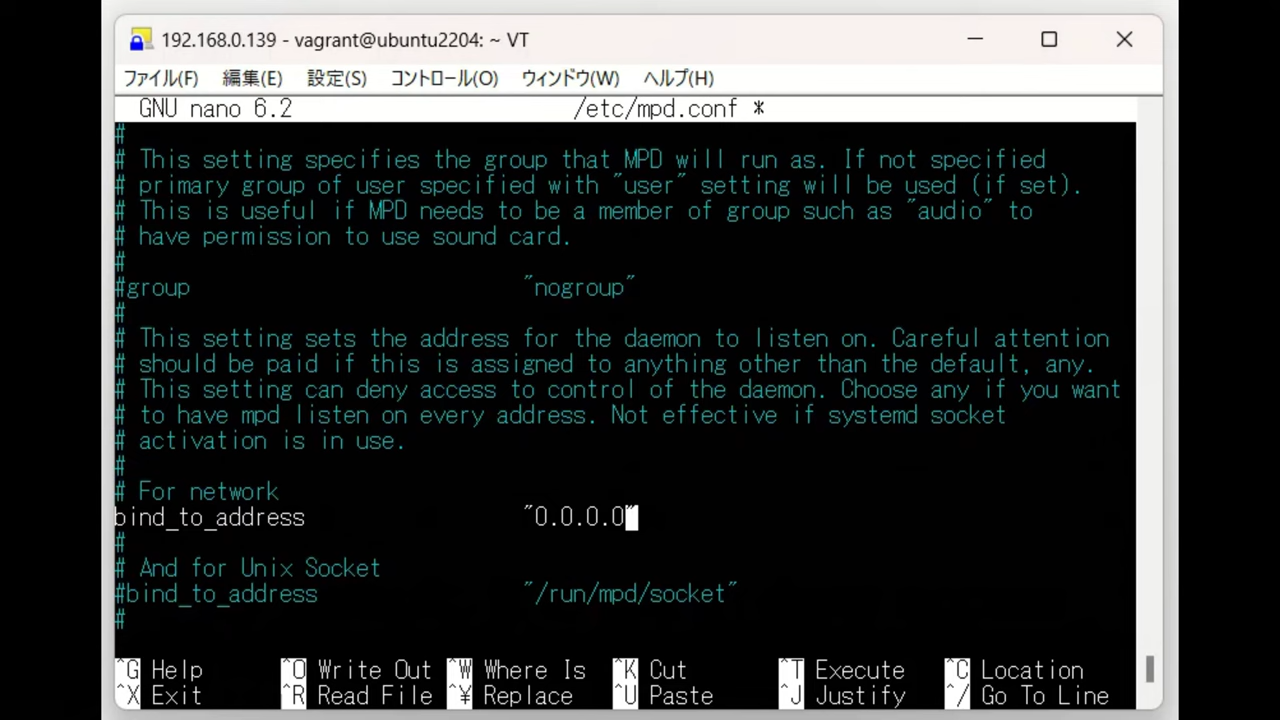 192.168.0.139 - vagrant@ubuntu2204: ~ VT
ファイル(F) 編集(E) 設定(S) コントロール(O) ウィンドウ(W) ヘルプ(H)
GNU nano 6.2 /etc/mpd.conf *
#
# This setting specifies the group that MPD will run as. If not specified
# primary group of user specified with "user" setting will be used (if set).
# This is useful if MPD needs to be a member of group such as "audio" to
# have permission to use sound card.
#
#group "nogroup"
#
# This setting sets the address for the daemon to listen on. Careful attention
# should be paid if this is assigned to anything other than the default, any.
# This setting can deny access to control of the daemon. Choose any if you want
# to have mpd listen on every address. Not effective if systemd socket
# activation is in use.
#
# For network
bind_to_address "0.0.0.0"
#
# And for Unix Socket
#bind_to_address "/run/mpd/socket"
#
^G Help ^O Write Out ^W Where Is ^K Cut ^T Execute ^C Location
^X Exit ^R Read File ^¥ Replace ^U Paste ^J Justify ^/ Go To Line